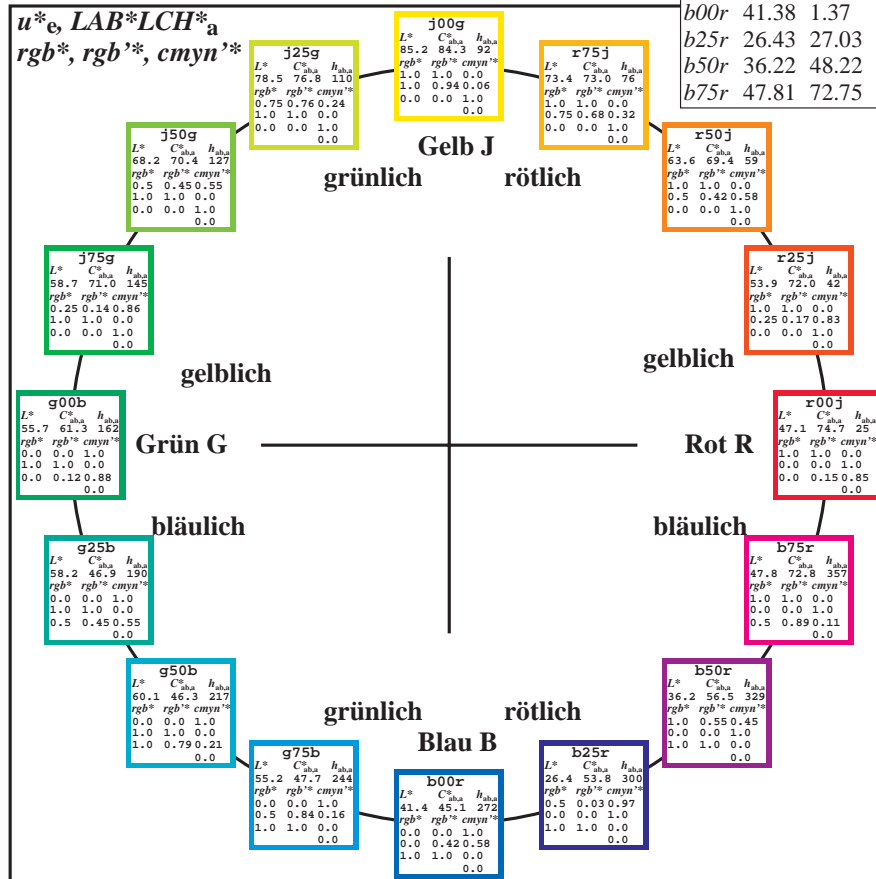 u*e, LAB*LCH*a
rgb*, rgb'*, cmyn'*
b00r 41.38 1.37
b25r 26.43 27.03
b50r 36.22 48.22
b75r 47.81 72.75
j00g
L* C*ab,a hab,a
85.2 84.3 92
rgb* rgb'* cmyn'*
1.0 1.0 0.0
1.0 0.94 0.06
0.0 0.0 1.0
0.0
j25g
L* C*ab,a hab,a
78.5 76.8 110
rgb* rgb'* cmyn'*
0.75 0.76 0.24
1.0 1.0 0.0
0.0 0.0 1.0
0.0
r75j
L* C*ab,a hab,a
73.4 73.0 76
rgb* rgb'* cmyn'*
1.0 1.0 0.0
0.75 0.68 0.32
0.0 0.0 1.0
0.0
j50g
L* C*ab,a hab,a
68.2 70.4 127
rgb* rgb'* cmyn'*
0.5 0.45 0.55
1.0 1.0 0.0
0.0 0.0 1.0
0.0
Gelb J
r50j
L* C*ab,a hab,a
63.6 69.4 59
rgb* rgb'* cmyn'*
1.0 1.0 0.0
0.5 0.42 0.58
0.0 0.0 1.0
0.0
grünlich rötlich
j75g
L* C*ab,a hab,a
58.7 71.0 145
rgb* rgb'* cmyn'*
0.25 0.14 0.86
1.0 1.0 0.0
0.0 0.0 1.0
0.0
r25j
L* C*ab,a hab,a
53.9 72.0 42
rgb* rgb'* cmyn'*
1.0 1.0 0.0
0.25 0.17 0.83
0.0 0.0 1.0
0.0
gelblich gelblich
g00b
L* C*ab,a hab,a
55.7 61.3 162
rgb* rgb'* cmyn'*
0.0 0.0 1.0
1.0 1.0 0.0
0.0 0.12 0.88
0.0
Grün G Rot R
r00j
L* C*ab,a hab,a
47.1 74.7 25
rgb* rgb'* cmyn'*
1.0 1.0 0.0
0.0 0.0 1.0
0.0 0.15 0.85
0.0
bläulich bläulich
g25b
L* C*ab,a hab,a
58.2 46.9 190
rgb* rgb'* cmyn'*
0.0 0.0 1.0
1.0 1.0 0.0
0.5 0.45 0.55
0.0
b75r
L* C*ab,a hab,a
47.8 72.8 357
rgb* rgb'* cmyn'*
1.0 1.0 0.0
0.0 0.0 1.0
0.5 0.89 0.11
0.0
g50b
L* C*ab,a hab,a
60.1 46.3 217
rgb* rgb'* cmyn'*
0.0 0.0 1.0
1.0 1.0 0.0
1.0 0.79 0.21
0.0
b50r
L* C*ab,a hab,a
36.2 56.5 329
rgb* rgb'* cmyn'*
1.0 0.55 0.45
0.0 0.0 1.0
1.0 1.0 0.0
0.0
grünlich rötlich
Blau B
g75b
L* C*ab,a hab,a
55.2 47.7 244
rgb* rgb'* cmyn'*
0.0 0.0 1.0
0.5 0.84 0.16
1.0 1.0 0.0
0.0
b25r
L* C*ab,a hab,a
26.4 53.8 300
rgb* rgb'* cmyn'*
0.5 0.03 0.97
0.0 0.0 1.0
1.0 1.0 0.0
0.0
b00r
L* C*ab,a hab,a
41.4 45.1 272
rgb* rgb'* cmyn'*
0.0 0.0 1.0
0.0 0.42 0.58
1.0 1.0 0.0
0.0